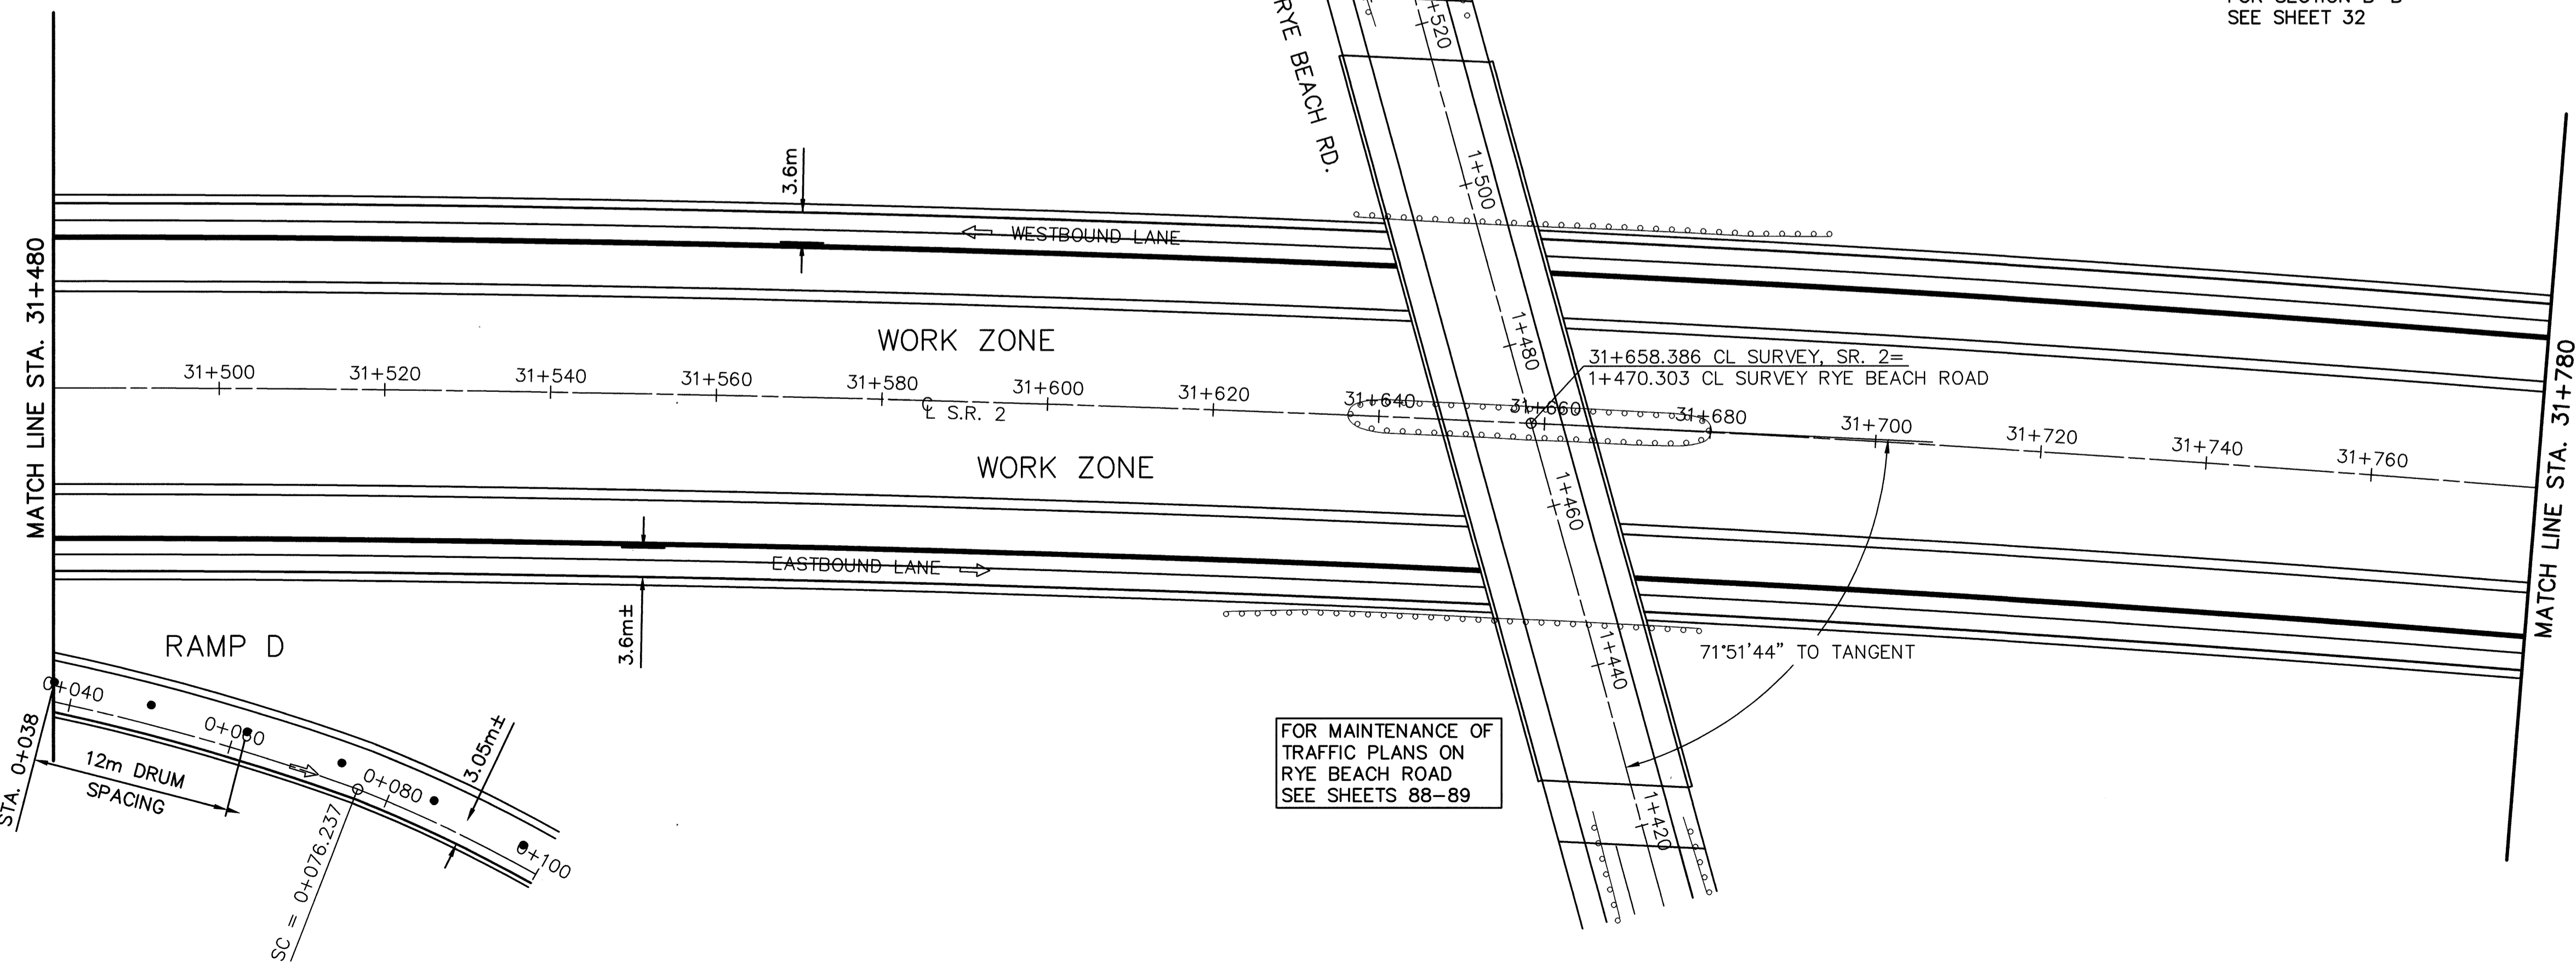 SEE SHEET 32
RYE BEACH RD.
1+520
1+500
1+480
1+460
1+440
1+420
3.6m
WESTBOUND LANE
MATCH LINE STA. 31+480
WORK ZONE
31+658.386 CL SURVEY, SR. 2=
1+470.303 CL SURVEY RYE BEACH ROAD
31+500
31+520
31+540
31+560
31+580
31+600
31+620
31+640
31+660
31+680
31+700
31+720
31+740
31+760
℄ S.R. 2
WORK ZONE
MATCH LINE STA. 31+780
EASTBOUND LANE
3.6m±
RAMP D
71°51'44" TO TANGENT
0+040
0+060
0+080
0+100
3.05m±
12m DRUM
SPACING
STA. 0+038
SC = 0+076.237
FOR MAINTENANCE OF
TRAFFIC PLANS ON
RYE BEACH ROAD
SEE SHEETS 88-89